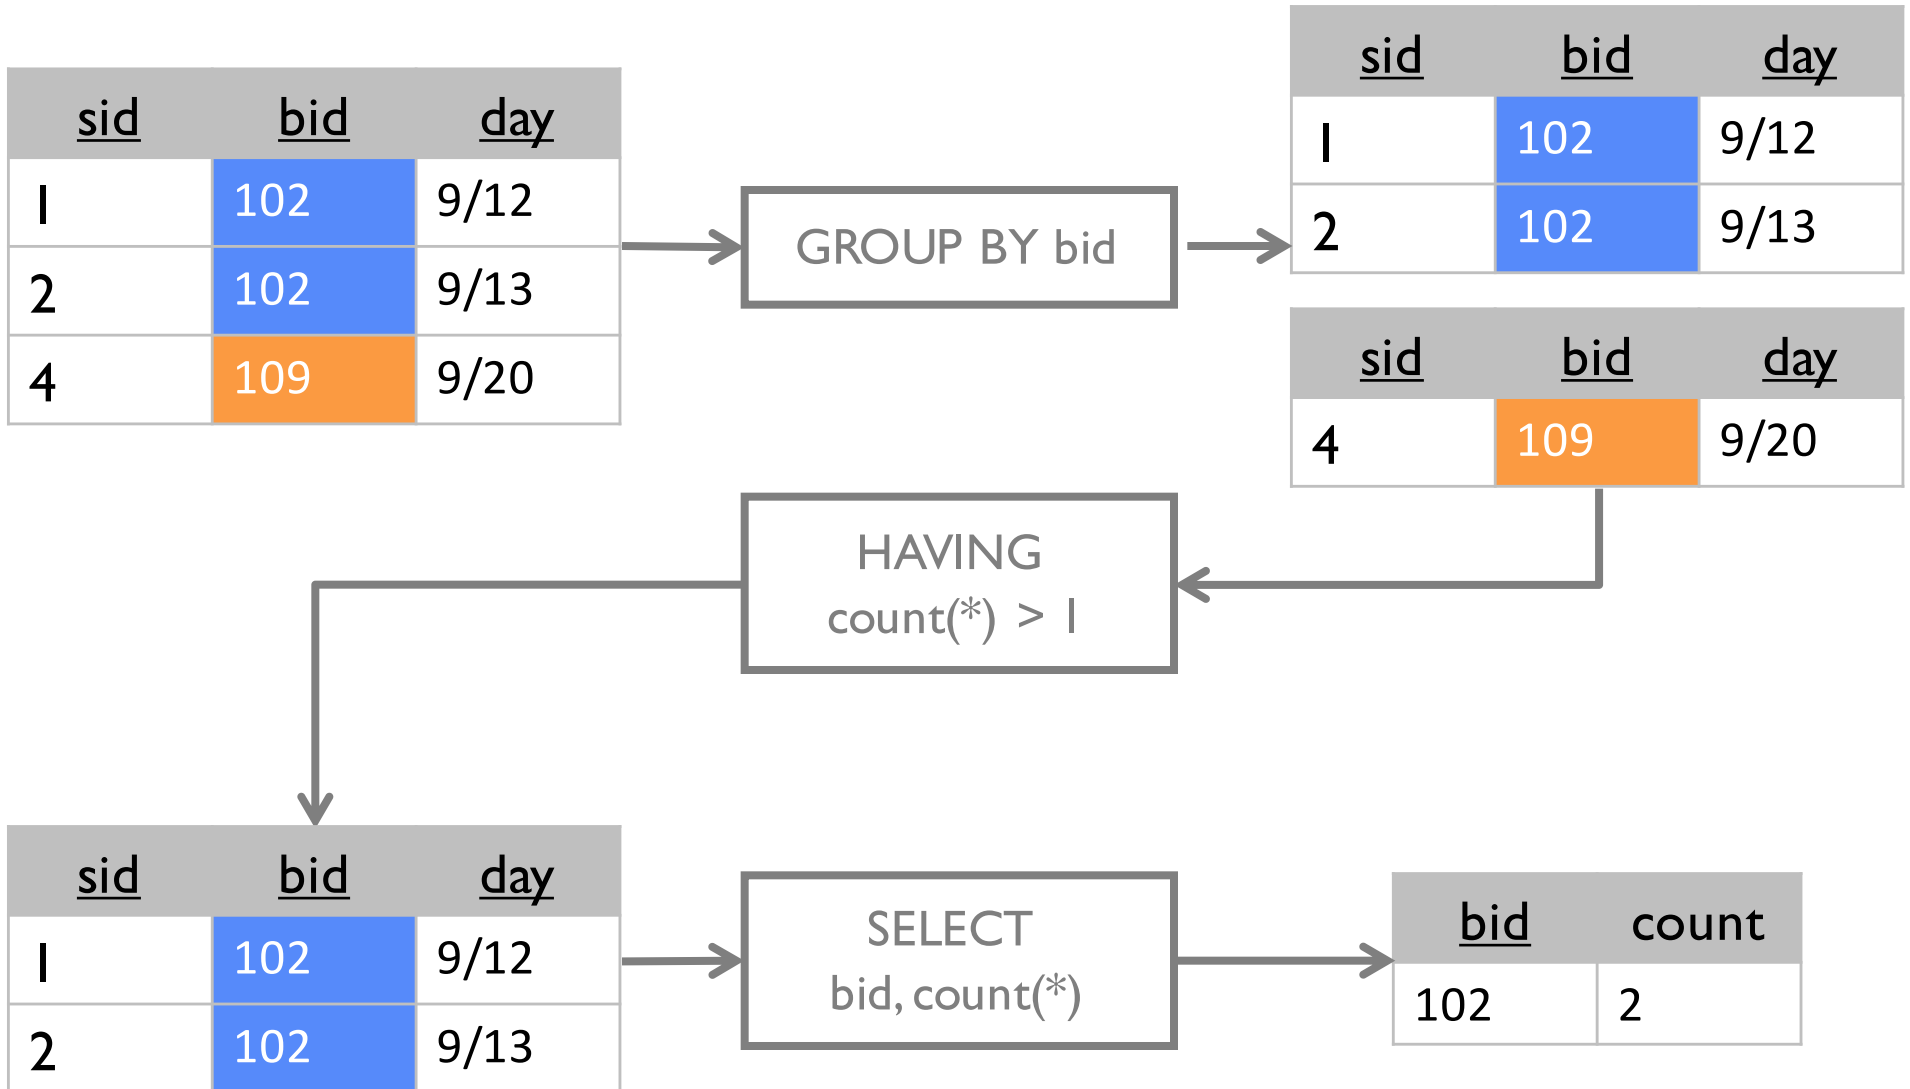 sid bid day
1 102 9/12
2 102 9/13
4 109 9/20
GROUP BY bid
sid bid day
1 102 9/12
2 102 9/13
sid bid day
4 109 9/20
HAVING
count(*) > 1
sid bid day
1 102 9/12
2 102 9/13
SELECT
bid, count(*)
bid count
102 2